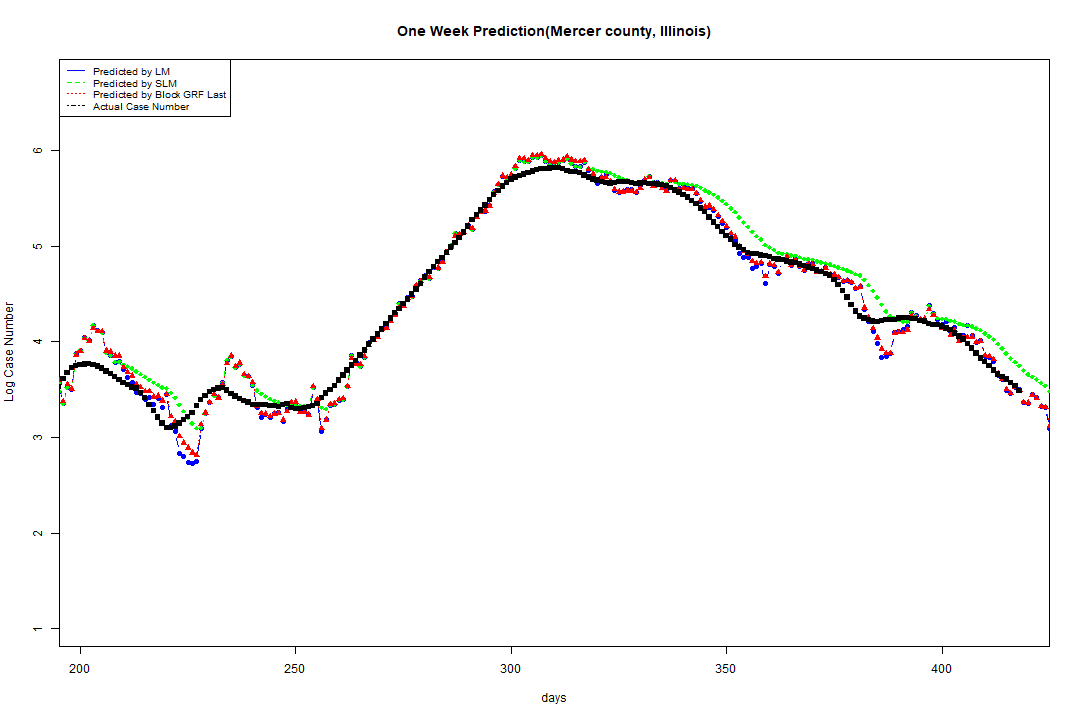 One Week Prediction(Mercer county, Illinois)
Predicted by LM
Predicted by SLM
Predicted by Block GRF Last
Actual Case Number
6
5
4
3
2
1
Log Case Number
200 250 300 350 400
days